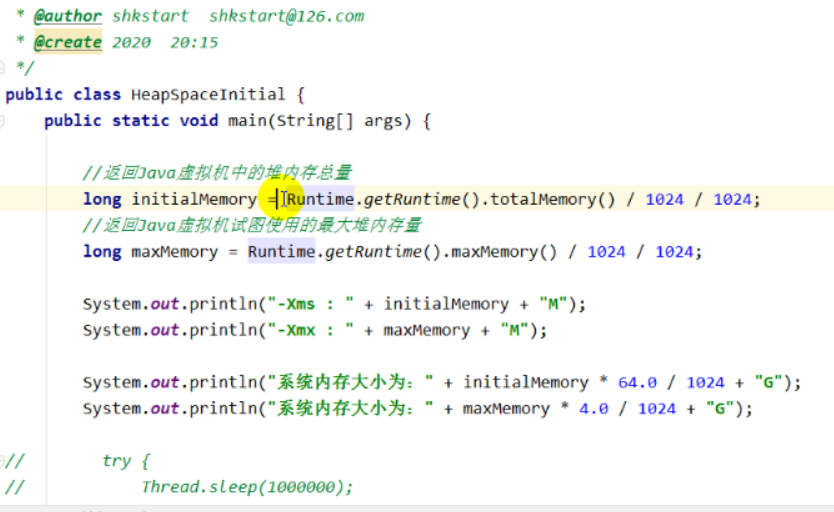 * @author shkstart  shkstart@126.com
* @create 2020  20:15
*/
public class HeapSpaceInitial {
    public static void main(String[] args) {
        //返回Java虚拟机中的堆内存总量
        long initialMemory = Runtime.getRuntime().totalMemory() / 1024 / 1024;
        //返回Java虚拟机试图使用的最大堆内存量
        long maxMemory = Runtime.getRuntime().maxMemory() / 1024 / 1024;
        System.out.println("-Xms : " + initialMemory + "M");
        System.out.println("-Xmx : " + maxMemory + "M");
        System.out.println("系统内存大小为：" + initialMemory * 64.0 / 1024 + "G");
        System.out.println("系统内存大小为：" + maxMemory * 4.0 / 1024 + "G");
//        try {
//            Thread.sleep(1000000);